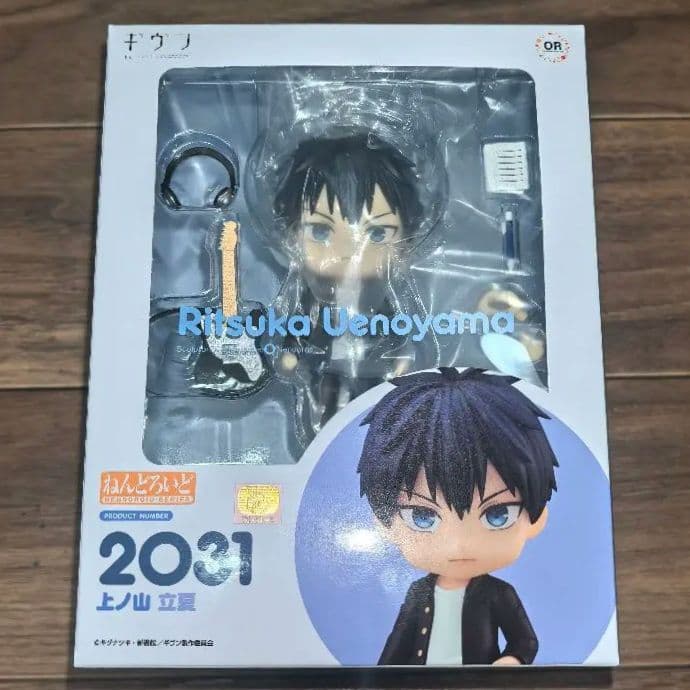 ギヴン
OR
Ritsuka Uenoyama
ねんどろいど
NENDOROID SERIES
PRODUCT NUMBER
2031
上ノ山 立夏
©キヅナツキ・新書館／ギヴン製作委員会